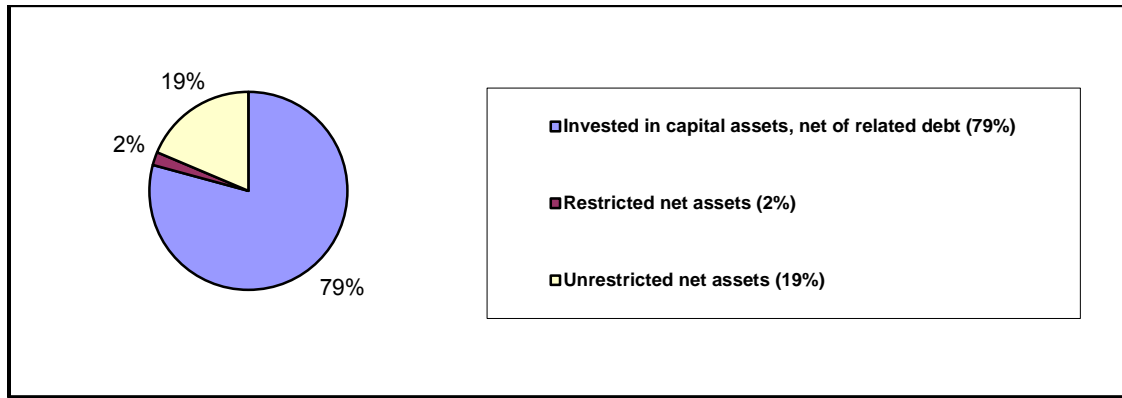 19%
2%
79%
Invested in capital assets, net of related debt (79%)
Restricted net assets (2%)
Unrestricted net assets (19%)